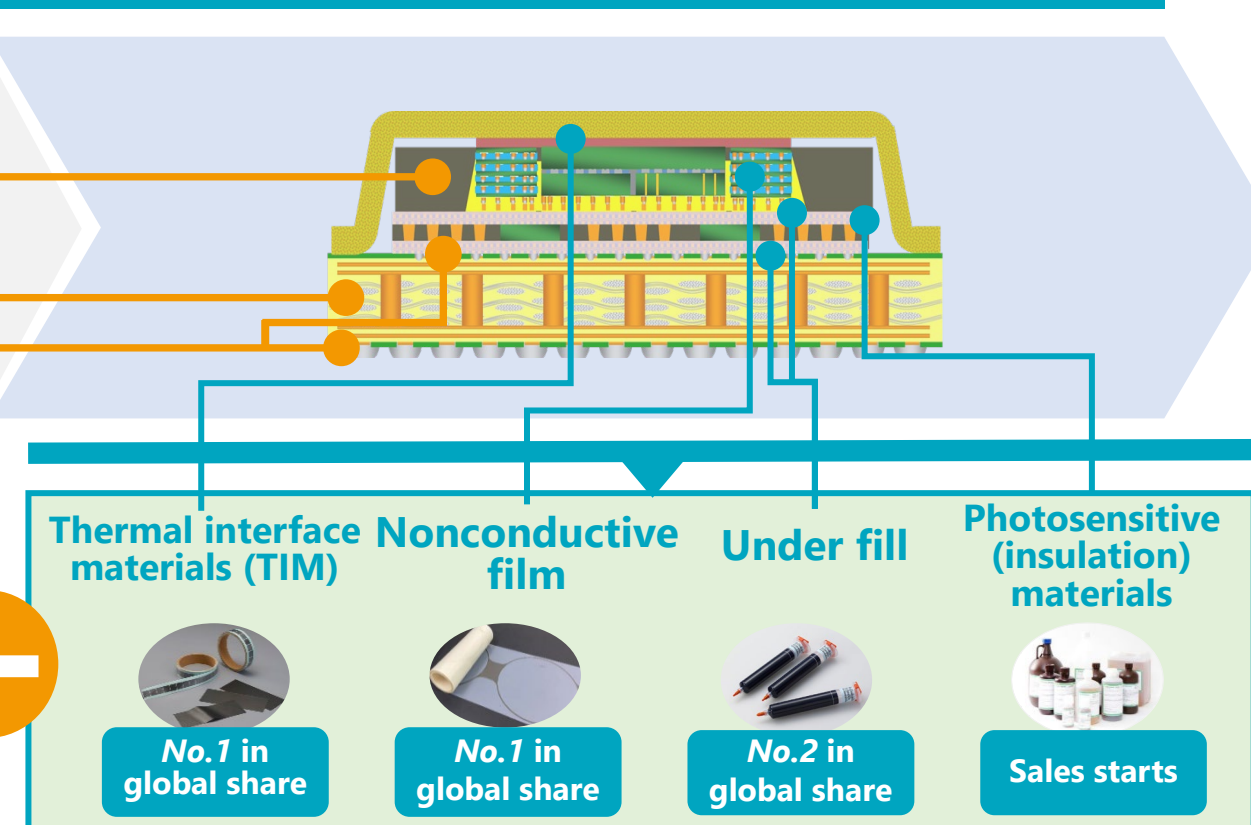 Thermal interface
materials (TIM)
Nonconductive
film
Under fill
Photosensitive
(insulation)
materials
No.1 in
global share
No.1 in
global share
No.2 in
global share
Sales starts